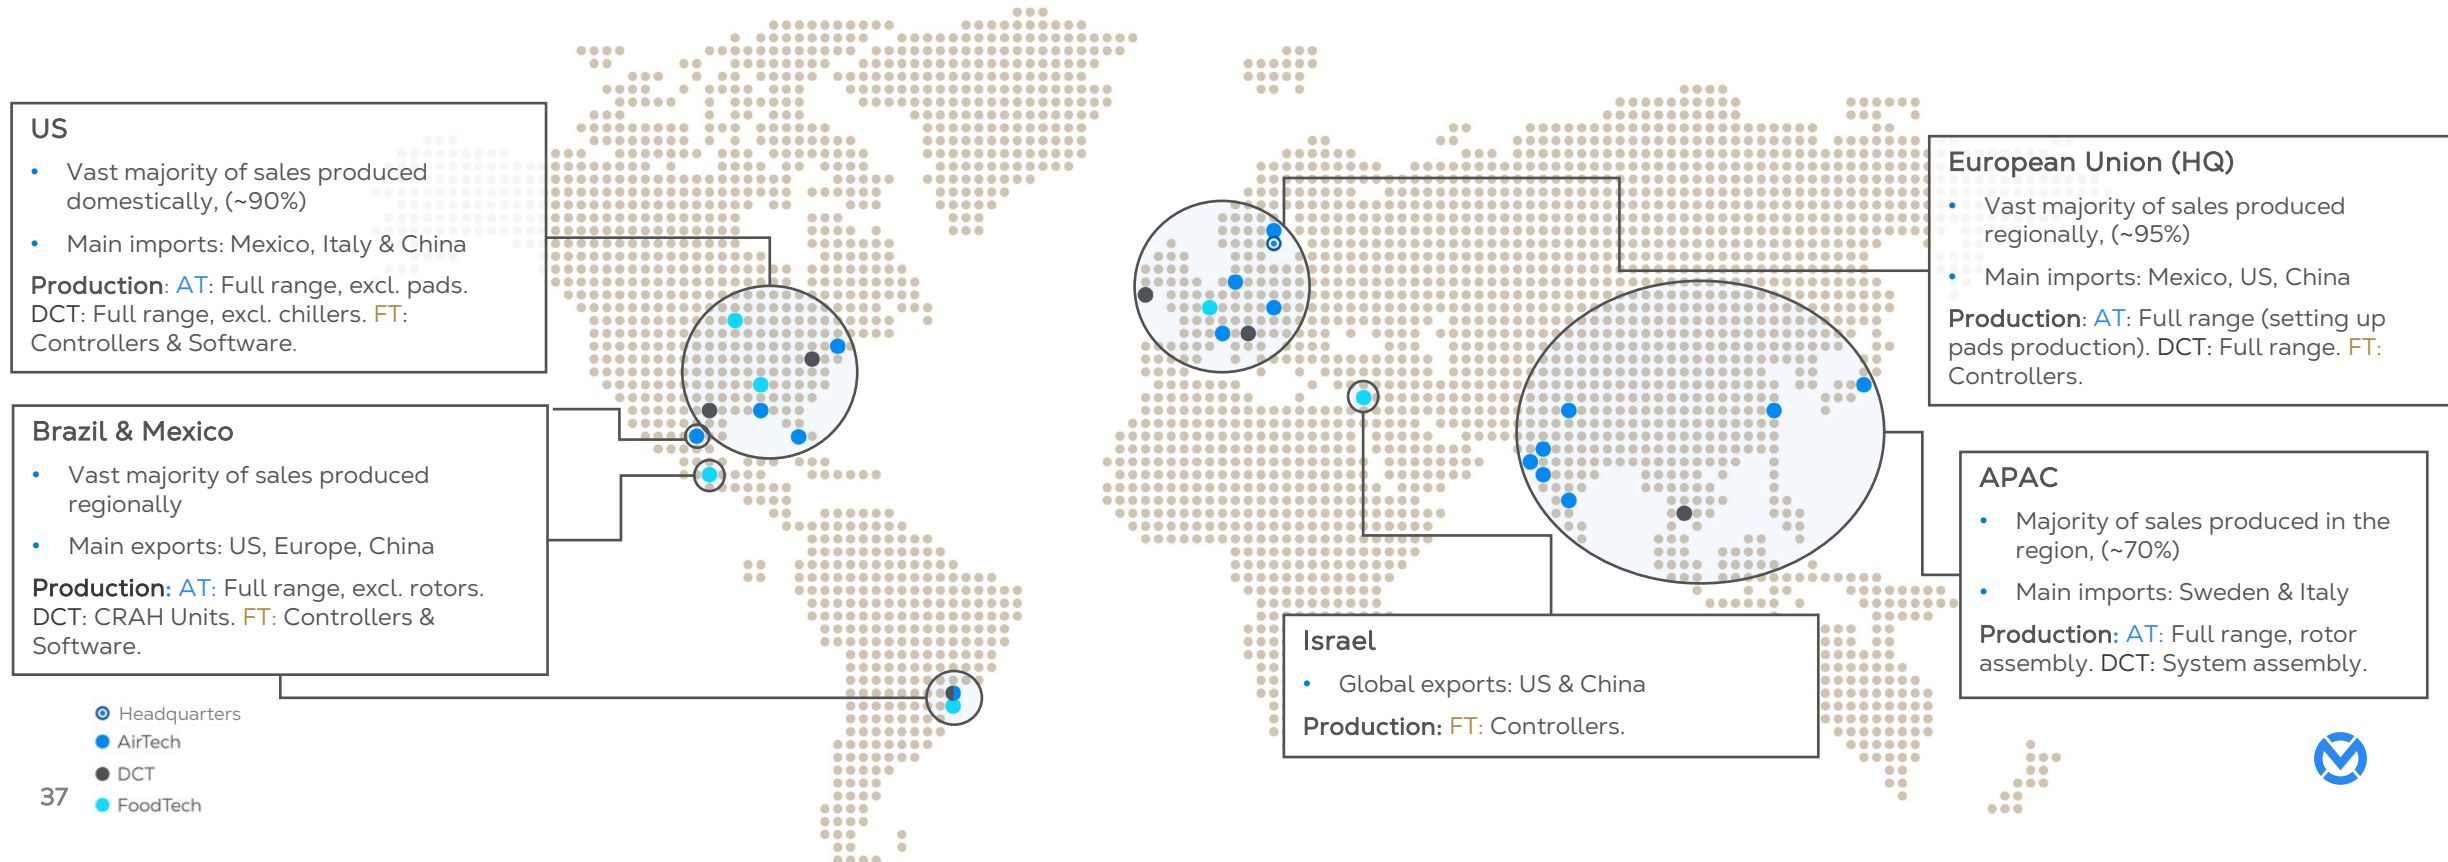 US
• Vast majority of sales produced
domestically, (~90%)
• Main imports: Mexico, Italy & China
Production: AT: Full range, excl. pads.
DCT: Full range, excl. chillers. FT:
Controllers & Software.
Brazil & Mexico
• Vast majority of sales produced
regionally
• Main exports: US, Europe, China
Production: AT: Full range, excl. rotors.
DCT: CRAH Units. FT: Controllers &
Software.
European Union (HQ)
• Vast majority of sales produced
regionally, (~95%)
• Main imports: Mexico, US, China
Production: AT: Full range (setting up
pads production). DCT: Full range. FT:
Controllers.
APAC
• Majority of sales produced in the
region, (~70%)
• Main imports: Sweden & Italy
Production: AT: Full range, rotor
assembly. DCT: System assembly.
Israel
• Global exports: US & China
Production: FT: Controllers.
Headquarters
AirTech
DCT
FoodTech
37